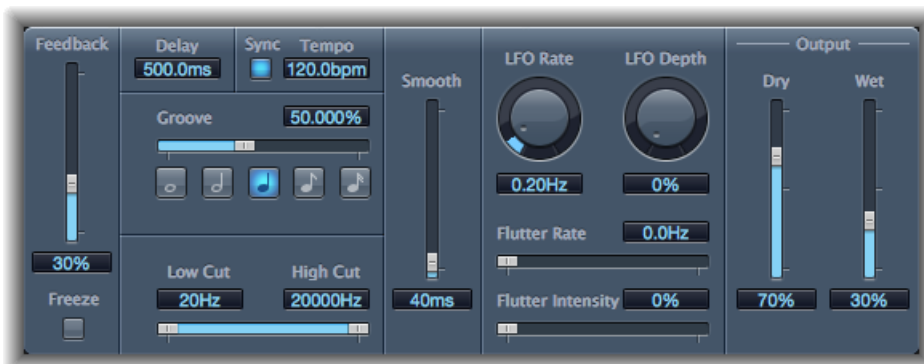 Feedback
30%
Freeze
Delay
500.0ms
Sync
Tempo
120.0bpm
Groove
50.000%
Low Cut
High Cut
20Hz
20000Hz
Smooth
40ms
LFO Rate
LFO Depth
0.20Hz
0%
Flutter Rate
0.0Hz
Flutter Intensity
0%
Output
Dry
Wet
70%
30%